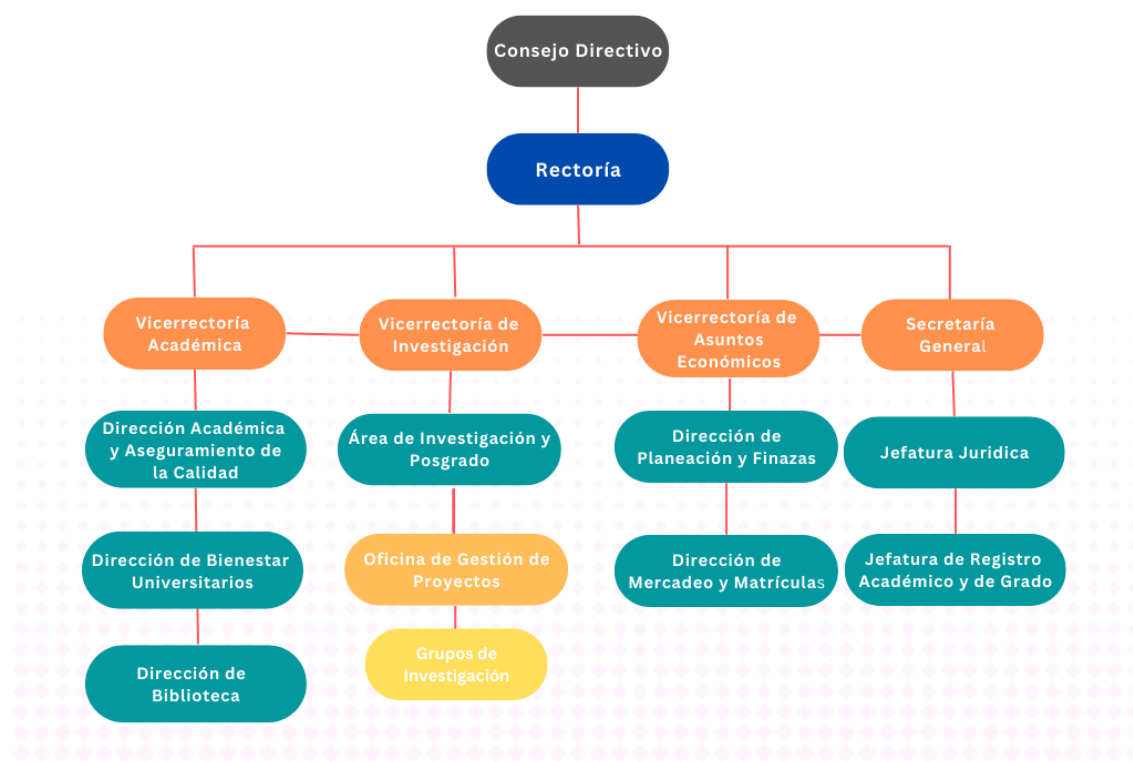 Consejo Directivo
Rectoría
Vicerrectoría
Académica
Vicerrectoría de
Investigación
Vicerrectoría de
Asuntos
Económicos
Secretaría
General
Dirección Académica
y Aseguramiento de
la Calidad
Área de Investigación y
Posgrado
Dirección de
Planeación y Finazas
Jefatura Juridica
Dirección de Bienestar
Universitarios
Oficina de Gestión de
Proyectos
Dirección de
Mercadeo y Matrículas
Jefatura de Registro
Académico y de Grado
Dirección de
Biblioteca
Grupos de
Investigación